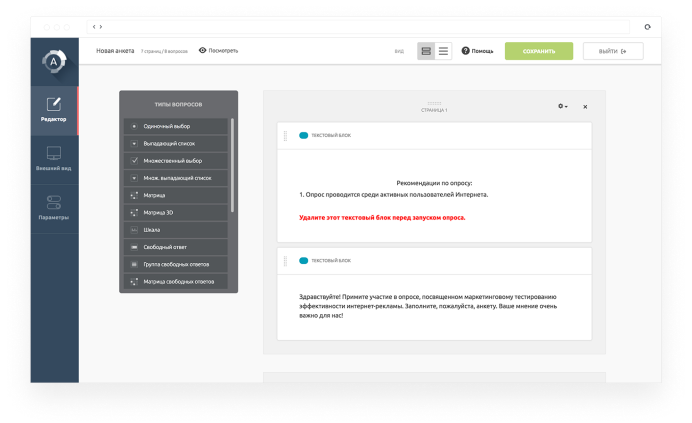 Новая анкета 7 страниц / 8 вопросов Посмотреть ВИД Помощь СОХРАНИТЬ ВЫЙТИ
A
Редактор
Внешний вид
Параметры
ТИПЫ ВОПРОСОВ
Одиночный выбор
Выпадающий список
Множественный выбор
Множ. выпадающий список
Матрица
Матрица 3D
Шкала
Свободный ответ
Группа свободных ответов
Матрица свободных ответов
СТРАНИЦА 1
ТЕКСТОВЫЙ БЛОК
Рекомендации по опросу:
1. Опрос проводится среди активных пользователей Интернета.
Удалите этот текстовый блок перед запуском опроса.
ТЕКСТОВЫЙ БЛОК
Здравствуйте! Примите участие в опросе, посвященном маркетинговому тестированию
эффективности интернет-рекламы. Заполните, пожалуйста, анкету. Ваше мнение очень
важно для нас!